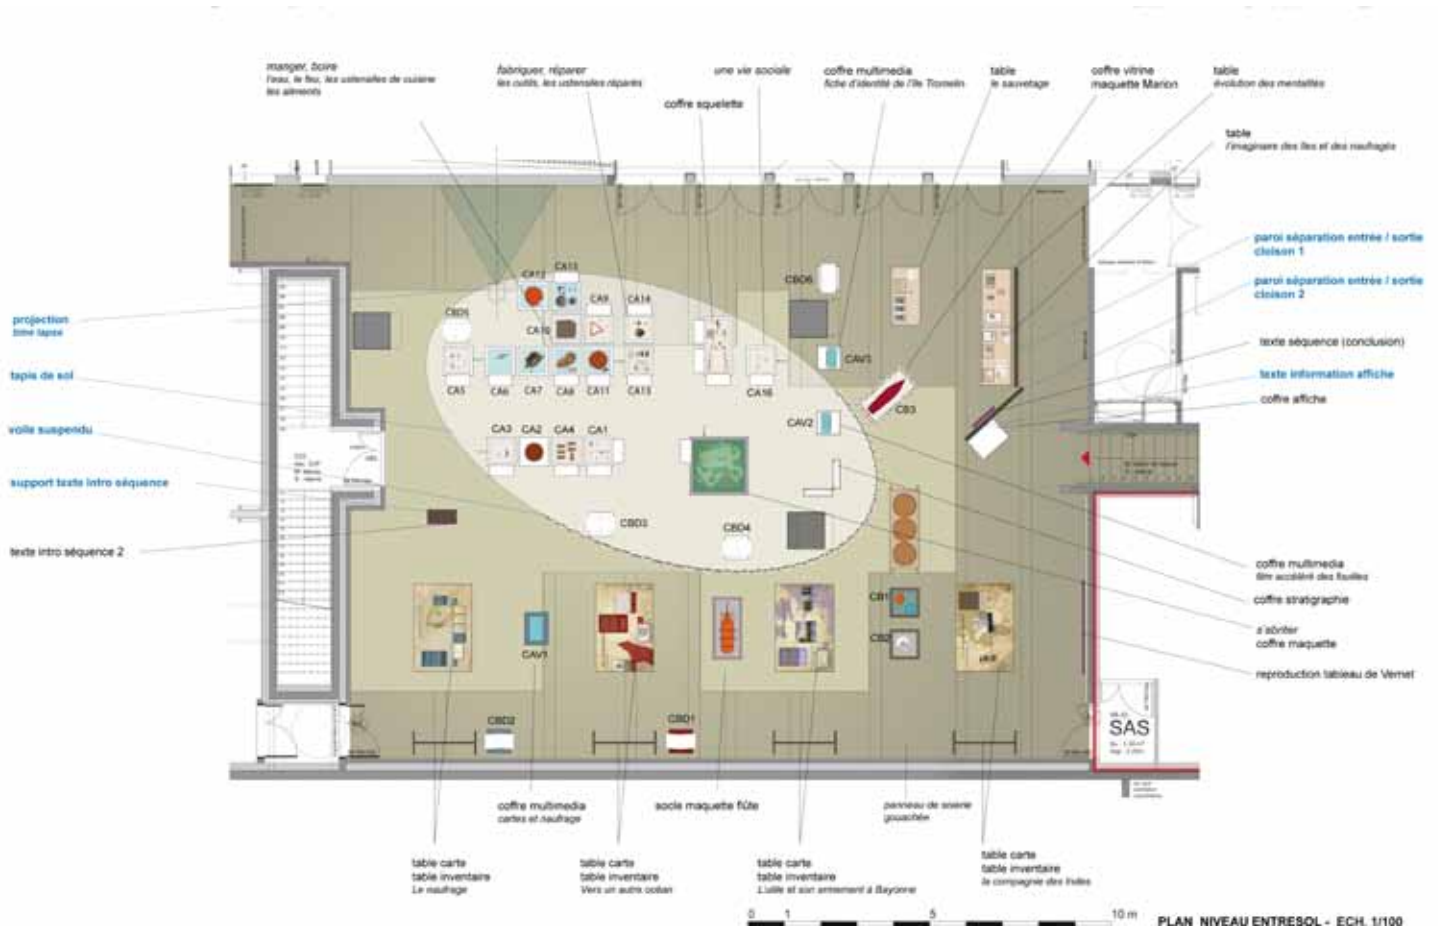 manger, boire
l'eau, le feu, les ustensiles de cuisine
les aliments
fabriquer, réparer
les outils, les ustensiles réparés
une vie sociale
coffre squelette
coffre multimedia
fiche d'identité de l'île Tromelin
table
le sauvetage
coffre vitrine
maquette Marion
table
évolution des mentalités
table
l'imaginaire des îles et des naufragés
paroi séparation entrée / sortie
cloison 1
paroi séparation entrée / sortie
cloison 2
texte séquence (conclusion)
texte information affiche
coffre affiche
projection
time lapse
tapis de sol
voile suspendu
support texte intro séquence
texte intro séquence 2
CA12
CA13
CBD5
CA10
CA9
CA14
CBD6
CAV3
CA5
CA6
CA7
CA8
CA11
CA15
CA16
CB3
CAV2
CA3
CA2
CA4
CA1
CBD3
CBD4
CB1
CB2
CAV1
CBD2
CBD1
coffre multimedia
film accéléré des fouilles
coffre stratigraphie
s'abriter
coffre maquette
reproduction tableau de Vernet
SAS
coffre multimedia
cartes et naufrage
socle maquette flûte
panneau de soierie
gouachée
table carte
table inventaire
Le naufrage
table carte
table inventaire
Vers un autre océan
table carte
table inventaire
L'utile et son armement à Bayonne
table carte
table inventaire
la compagnie des Indes
0 1 5 10 m
PLAN NIVEAU ENTRESOL - ECH. 1/100